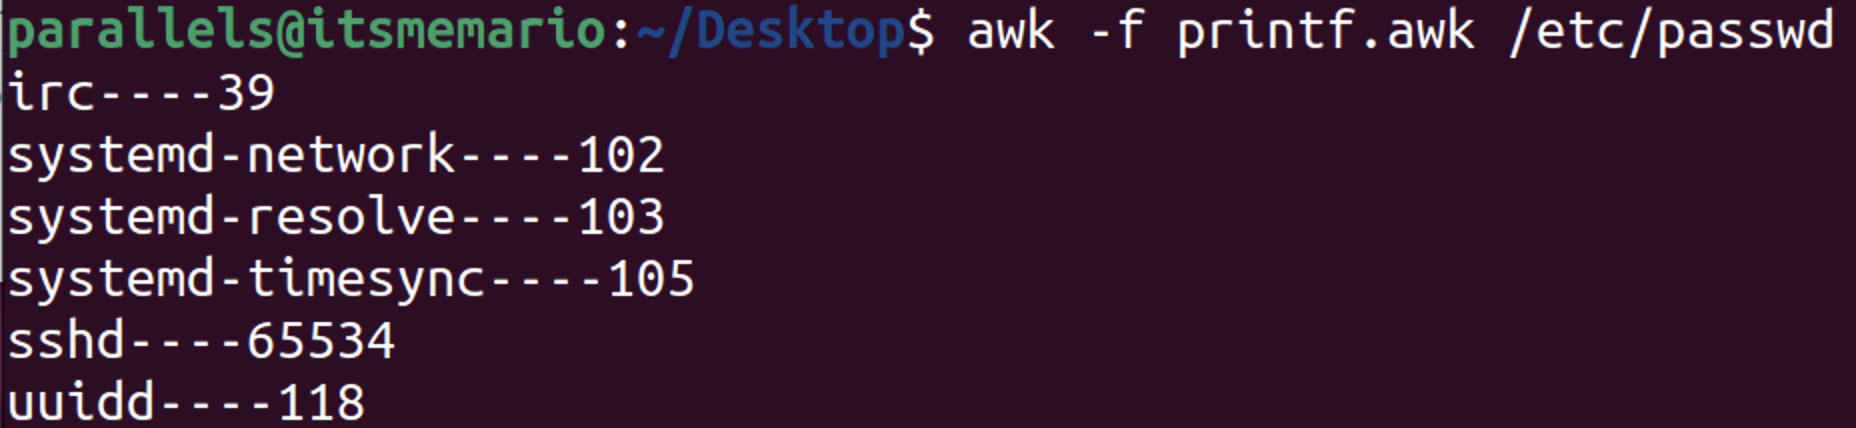 parallels@itsmemario:~/Desktop$ awk -f printf.awk /etc/passwd
irc----39
systemd-network----102
systemd-resolve----103
systemd-timesync----105
sshd----65534
uuidd----118